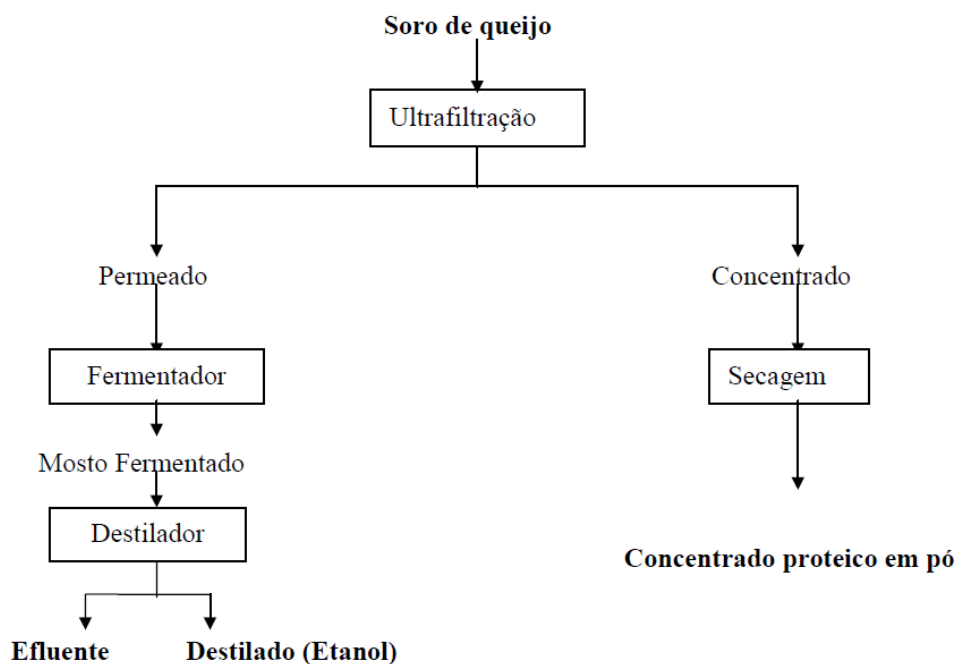 Soro de queijo
Ultrafiltração
Permeado
Concentrado
Fermentador
Secagem
Mosto Fermentado
Destilador
Concentrado proteico em pó
Efluente
Destilado (Etanol)